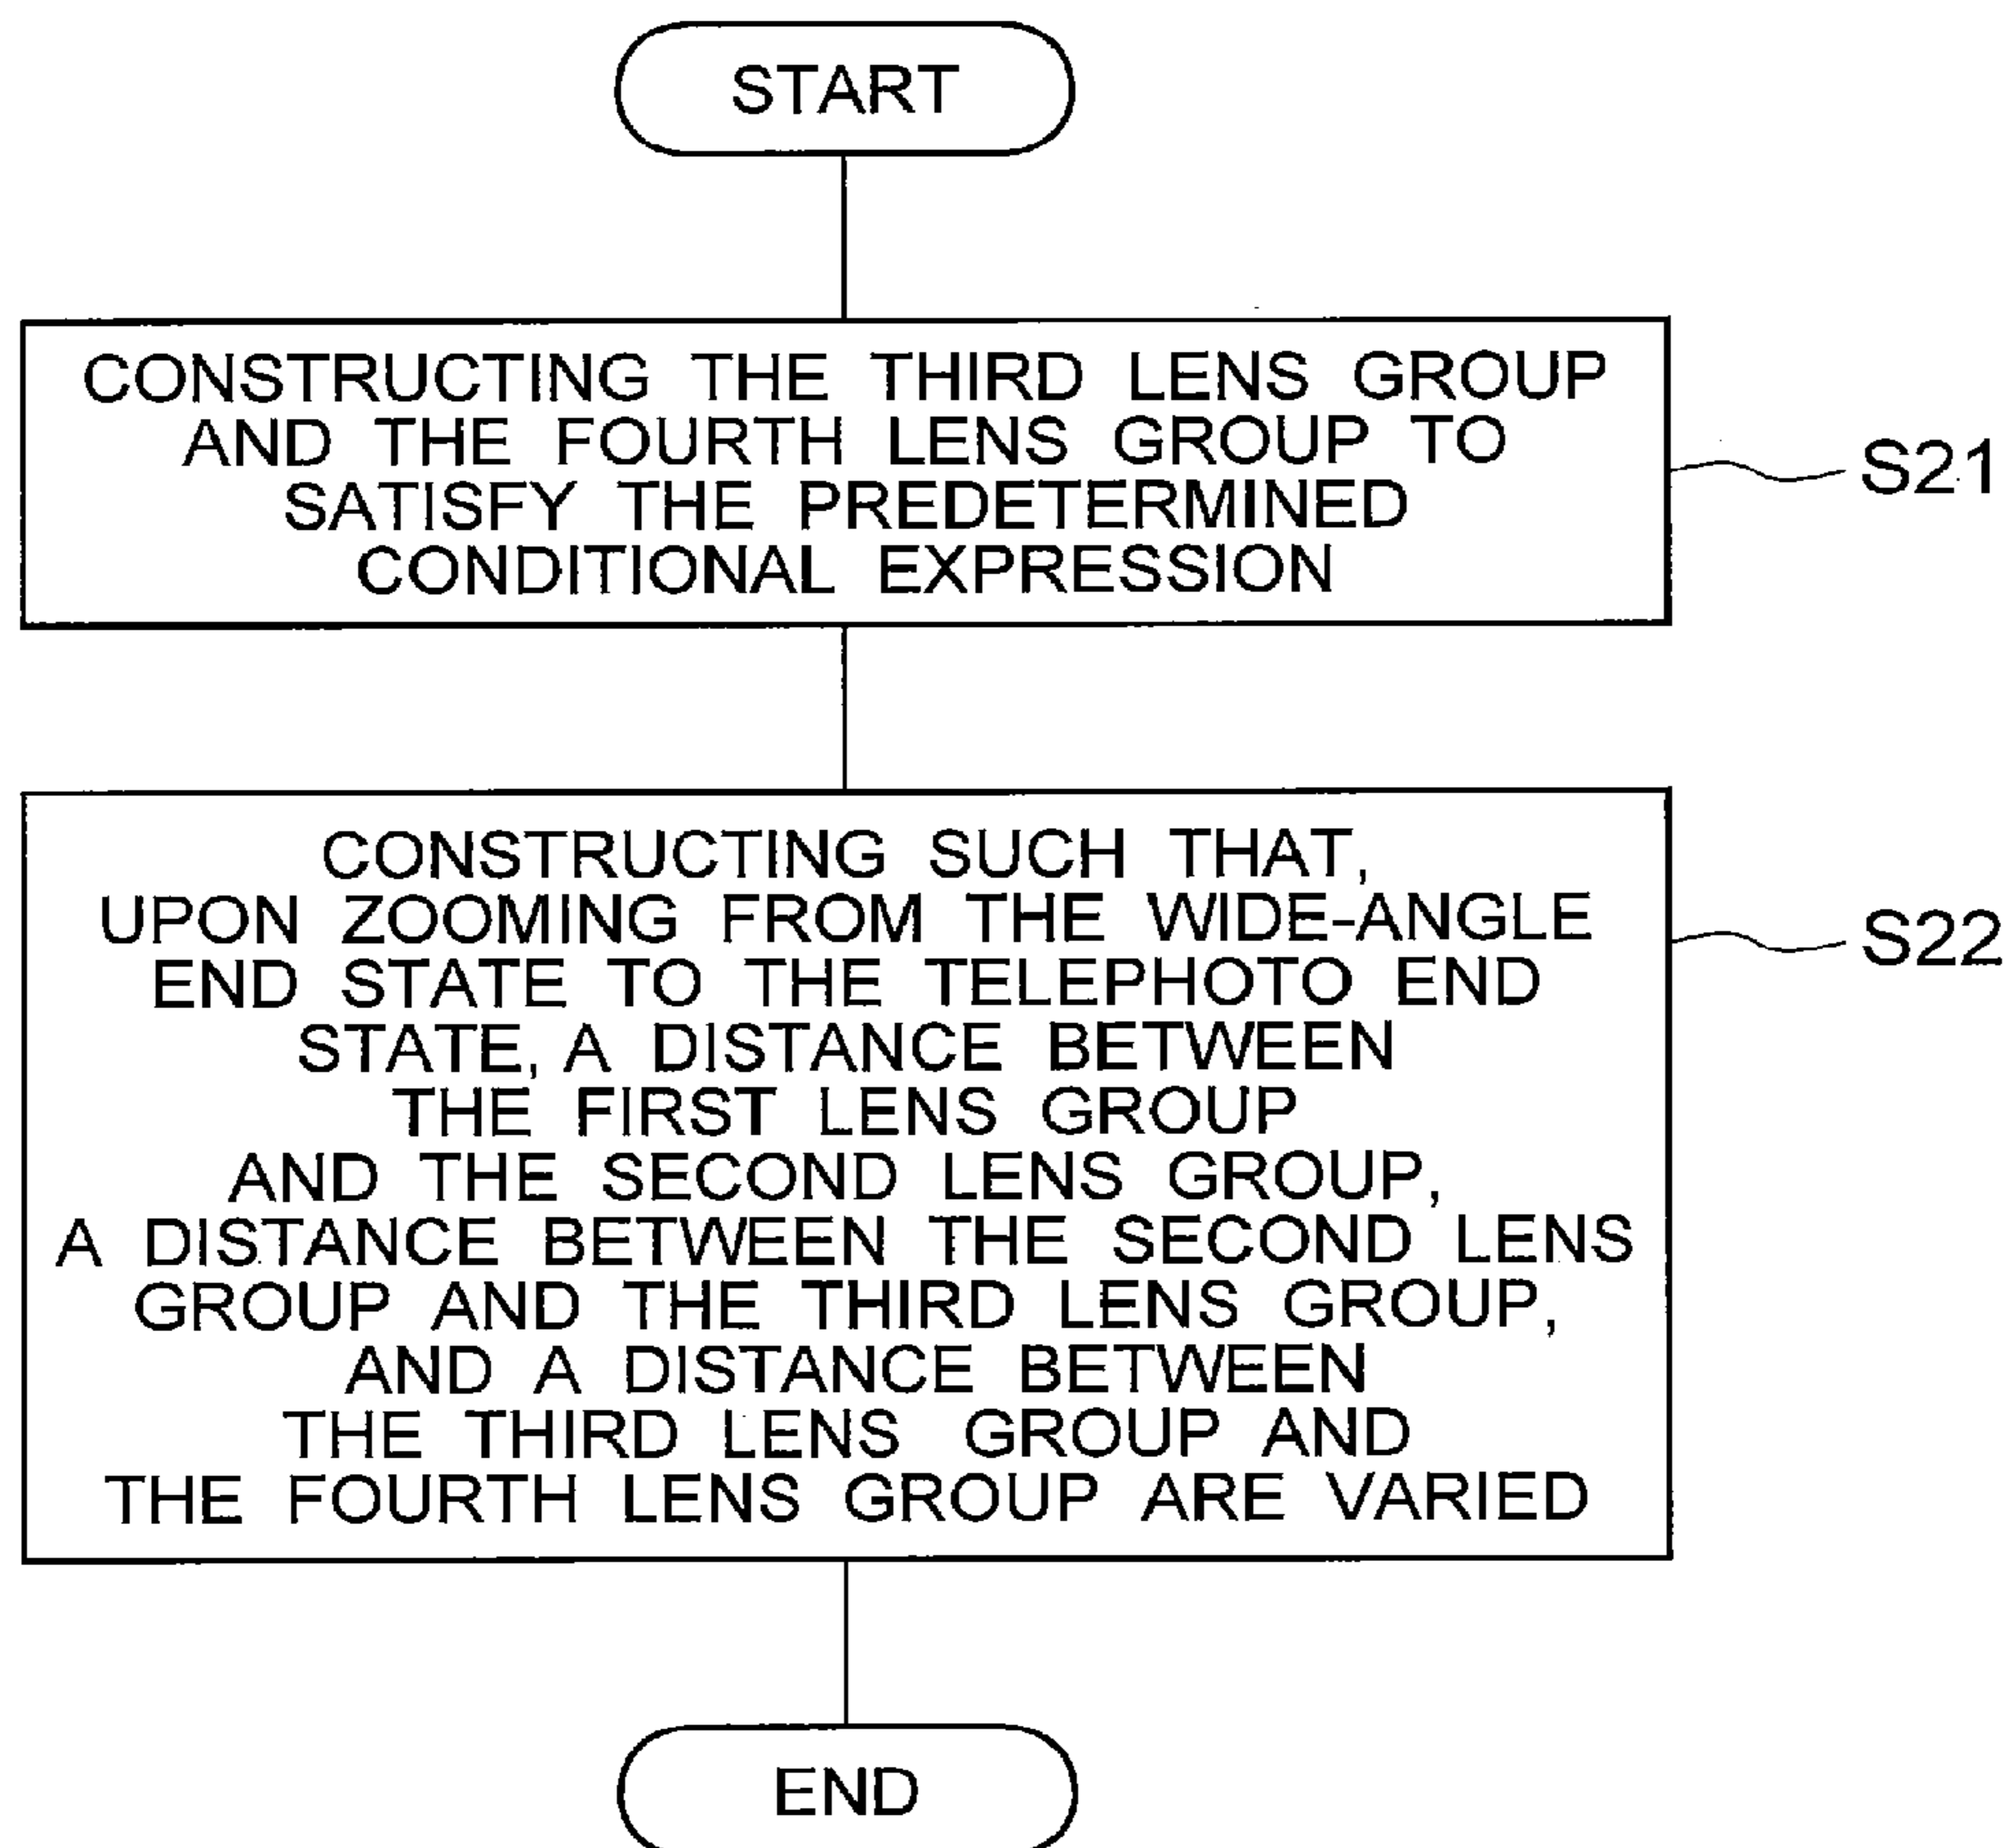 START
CONSTRUCTING THE THIRD LENS GROUP
AND THE FOURTH LENS GROUP TO
SATISFY THE PREDETERMINED
CONDITIONAL EXPRESSION
S21
CONSTRUCTING SUCH THAT,
UPON ZOOMING FROM THE WIDE-ANGLE
END STATE TO THE TELEPHOTO END
STATE, A DISTANCE BETWEEN
THE FIRST LENS GROUP
AND THE SECOND LENS GROUP,
A DISTANCE BETWEEN THE SECOND LENS
GROUP AND THE THIRD LENS GROUP,
AND A DISTANCE BETWEEN
THE THIRD LENS GROUP AND
THE FOURTH LENS GROUP ARE VARIED
S22
END